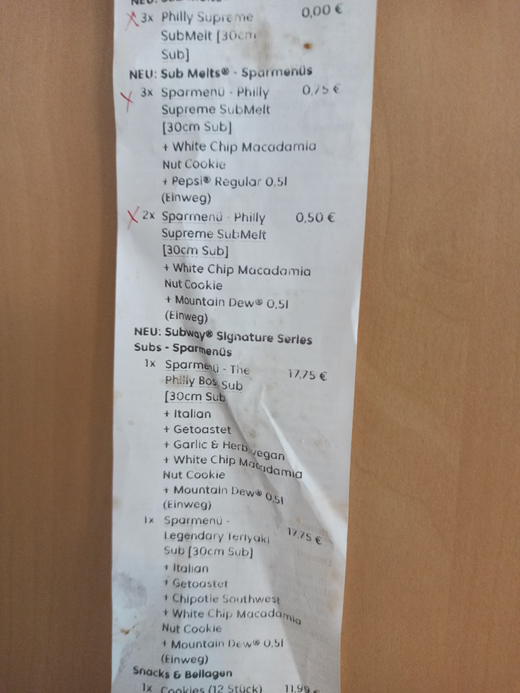 3x Philly Supreme 0,00 €
SubMelt [30cm
Sub]
NEU: Sub Melts® - Sparmenüs
3x Sparmenü - Philly 0,75 €
Supreme SubMelt
[30cm Sub]
+ White Chip Macadamia
Nut Cookie
+ Pepsi® Regular 0,5l
(Einweg)
2x Sparmenü - Philly 0,50 €
Supreme SubMelt
[30cm Sub]
+ White Chip Macadamia
Nut Cookie
+ Mountain Dew® 0,5l
(Einweg)
NEU: Subway® Signature Series
Subs - Sparmenüs
1x Sparmenü - The 17,75 €
Philly Bos Sub
[30cm Sub
+ Italian
+ Getoastet
+ Garlic & Herb vegan
+ White Chip Macadamia
Nut Cookie
+ Mountain Dew® 0,5l
(Einweg)
1x Sparmenü - 17,75 €
Legendary Teriyaki
Sub [30cm Sub]
+ Italian
+ Getoastet
+ Chipotle Southwest
+ White Chip Macadamia
Nut Cookie
+ Mountain Dew® 0,5l
(Einweg)
Snacks & Beilagen
1x Cookies (12 Stück) 11,99 €